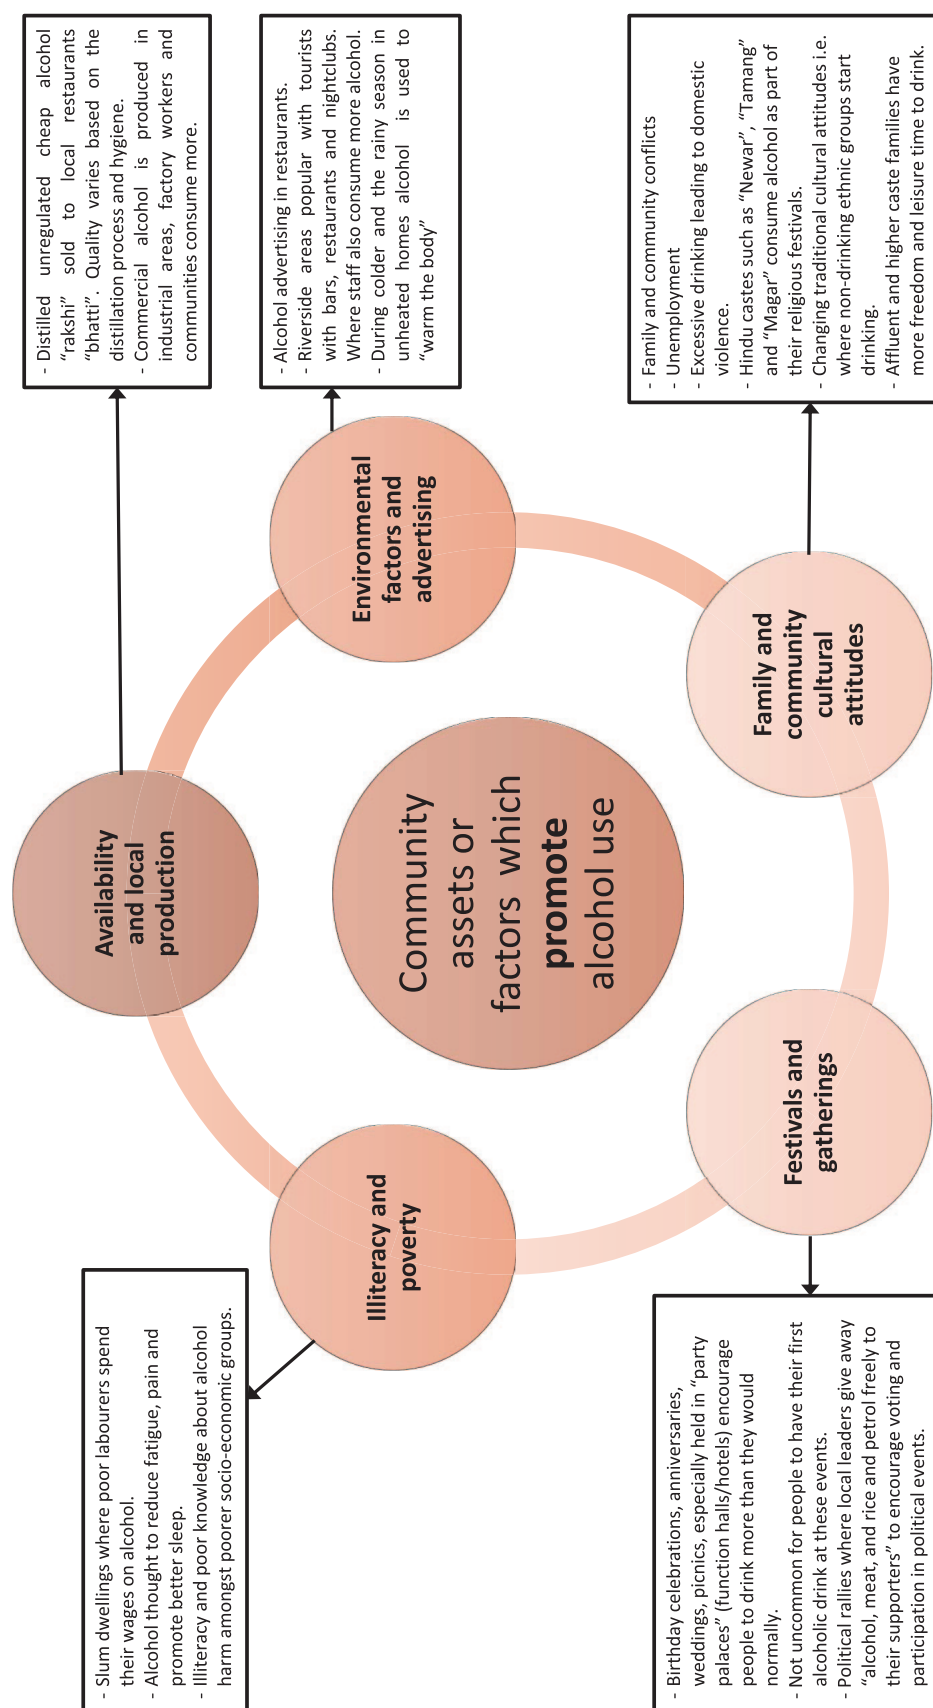 Community
assets or
factors which
promote
alcohol use
Availability
and local
production
- Distilled unregulated cheap alcohol
“rakshi” sold to local restaurants
“bhatti”. Quality varies based on the
distillation process and hygiene.
- Commercial alcohol is produced in
industrial areas, factory workers and
communities consume more.
Environmental
factors and
advertising
- Alcohol advertising in restaurants.
- Riverside areas popular with tourists
with bars, restaurants and nightclubs.
Where staff also consume more alcohol.
- During colder and the rainy season in
unheated homes alcohol is used to
“warm the body”
Family and
community
cultural
attitudes
- Family and community conflicts
- Unemployment
- Excessive drinking leading to domestic
violence.
- Hindu castes such as “Newar”, “Tamang”
and “Magar” consume alcohol as part of
their religious festivals.
- Changing traditional cultural attitudes i.e.
where non-drinking ethnic groups start
drinking.
- Affluent and higher caste families have
more freedom and leisure time to drink.
Festivals and
gatherings
- Birthday celebrations, anniversaries,
weddings, picnics, especially held in “party
palaces” (function halls/hotels) encourage
people to drink more than they would
normally.
- Not uncommon for people to have their first
alcoholic drink at these events.
- Political rallies where local leaders give away
“alcohol, meat, and rice and petrol freely to
their supporters” to encourage voting and
participation in political events.
Illiteracy and
poverty
- Slum dwellings where poor labourers spend
their wages on alcohol.
- Alcohol thought to reduce fatigue, pain and
promote better sleep.
- Illiteracy and poor knowledge about alcohol
harm amongst poorer socio-economic groups.